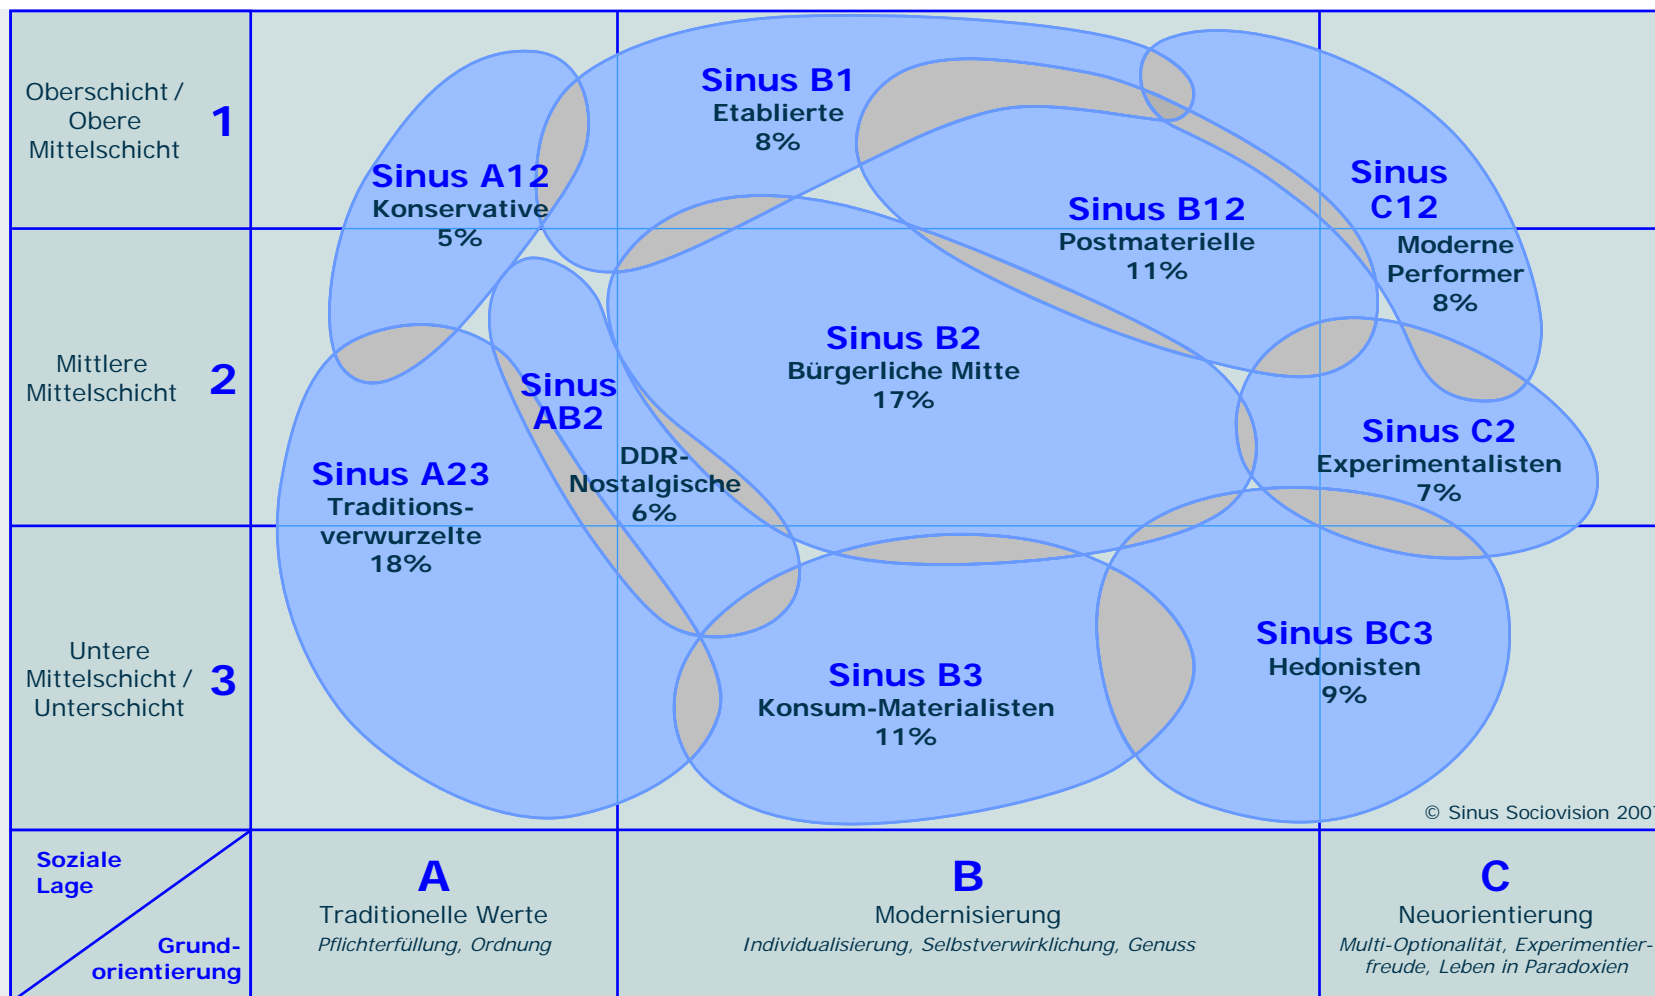 Oberschicht /
Obere
Mittelschicht
1
Mittlere
Mittelschicht
2
Untere
Mittelschicht /
Unterschicht
3
Sinus A12
Konservative
5%
Sinus B1
Etablierte
8%
Sinus B12
Postmaterielle
11%
Sinus
C12
Moderne
Performer
8%
Sinus A23
Traditions-
verwurzelte
18%
Sinus
AB2
DDR-
Nostalgische
6%
Sinus B2
Bürgerliche Mitte
17%
Sinus C2
Experimentalisten
7%
Sinus B3
Konsum-Materialisten
11%
Sinus BC3
Hedonisten
9%
© Sinus Sociovision
Soziale
Lage
Grund-
orientierung
A
Traditionelle Werte
Pflichterfüllung, Ordnung
B
Modernisierung
Individualisierung, Selbstverwirklichung, Genuss
C
Neuorientierung
Multi-Optionalität, Experimentier-
freude, Leben in Paradoxien